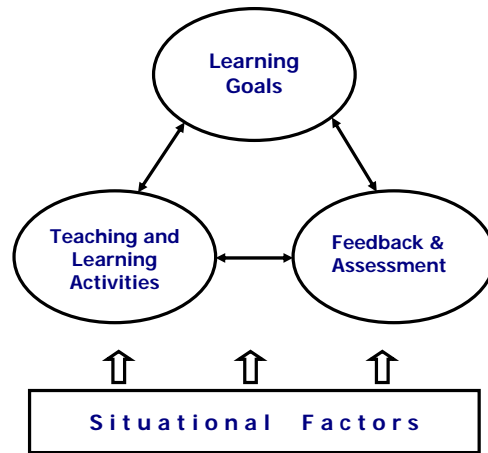 Learning
Goals
Teaching and
Learning
Activities
Feedback &
Assessment
Situational Factors